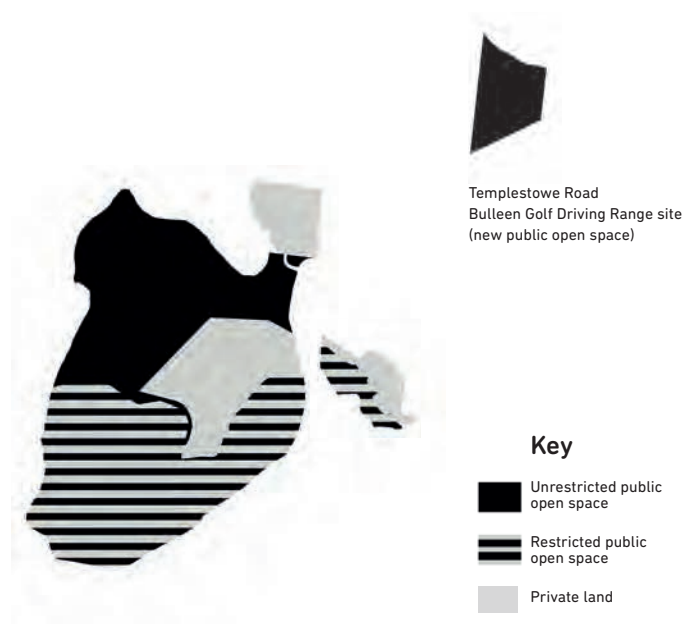 Templestowe Road
Bulleen Golf Driving Range site
(new public open space)
Key
Unrestricted public
open space
Restricted public
open space
Private land